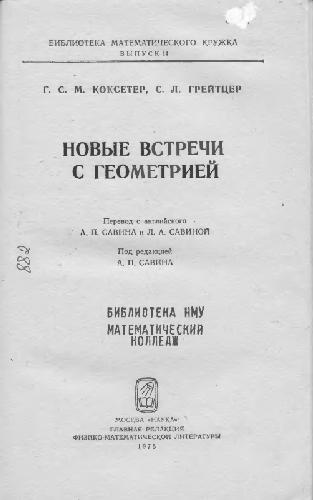 БИБЛИОТЕКА МАТЕМАТИЧЕСКОГО КРУЖКА
ВЫПУСК 14
Г. С. М. КОКСЕТЕР, С. Л. ГРЕЙТЦЕР
НОВЫЕ ВСТРЕЧИ
С ГЕОМЕТРИЕЙ
Перевод с английского
А. П. САВИНА и Л. А. САВИНОЙ
Под редакцией
А. П. САВИНА
882
БИБЛИОТЕКА НМУ
МАТЕМАТИЧЕСКИЙ
КОЛЛЕДЖ
МОСКВА «НАУКА»
ГЛАВНАЯ РЕДАКЦИЯ
ФИЗИКО-МАТЕМАТИЧЕСКОЙ ЛИТЕРАТУРЫ
1978